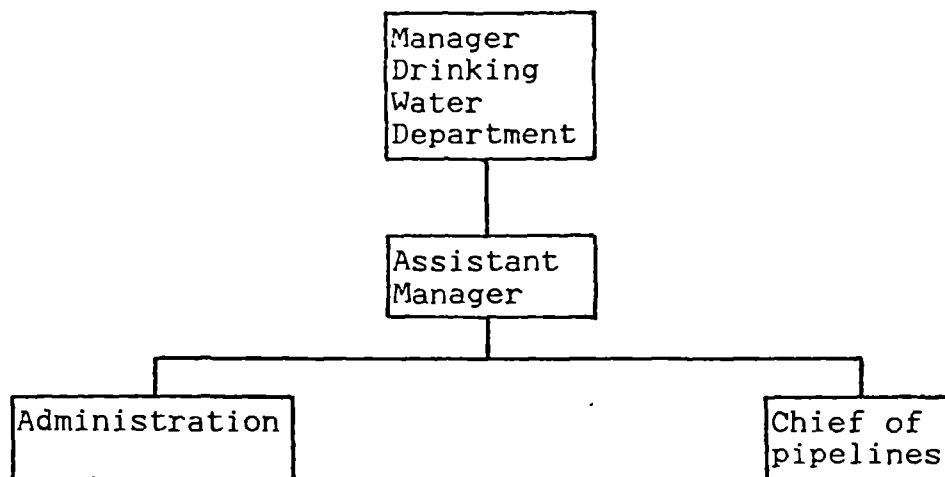 Manager
Drinking
Water
Department
Assistant
Manager
Administration
Chief of
pipelines